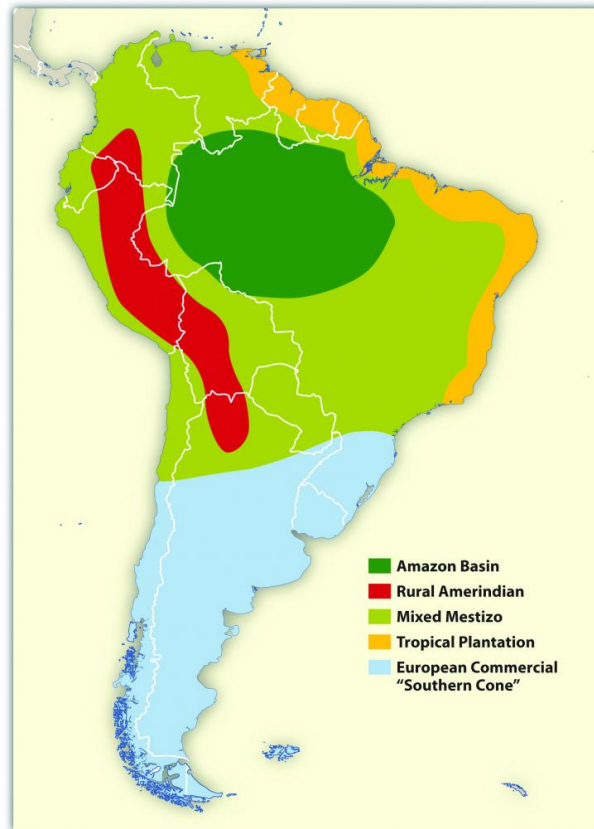 Amazon Basin
Rural Amerindian
Mixed Mestizo
Tropical Plantation
European Commercial
“Southern Cone”